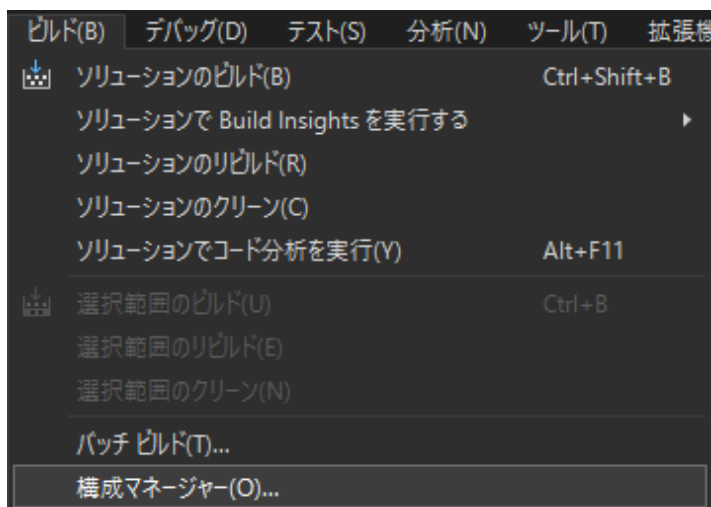 ビルド(B) デバッグ(D) テスト(S) 分析(N) ツール(T) 拡張機
ソリューションのビルド(B) Ctrl+Shift+B
ソリューションで Build Insights を実行する
ソリューションのリビルド(R)
ソリューションのクリーン(C)
ソリューションでコード分析を実行(Y) Alt+F11
選択範囲のビルド(U) Ctrl+B
選択範囲のリビルド(E)
選択範囲のクリーン(N)
バッチ ビルド(T)...
構成マネージャー(O)...